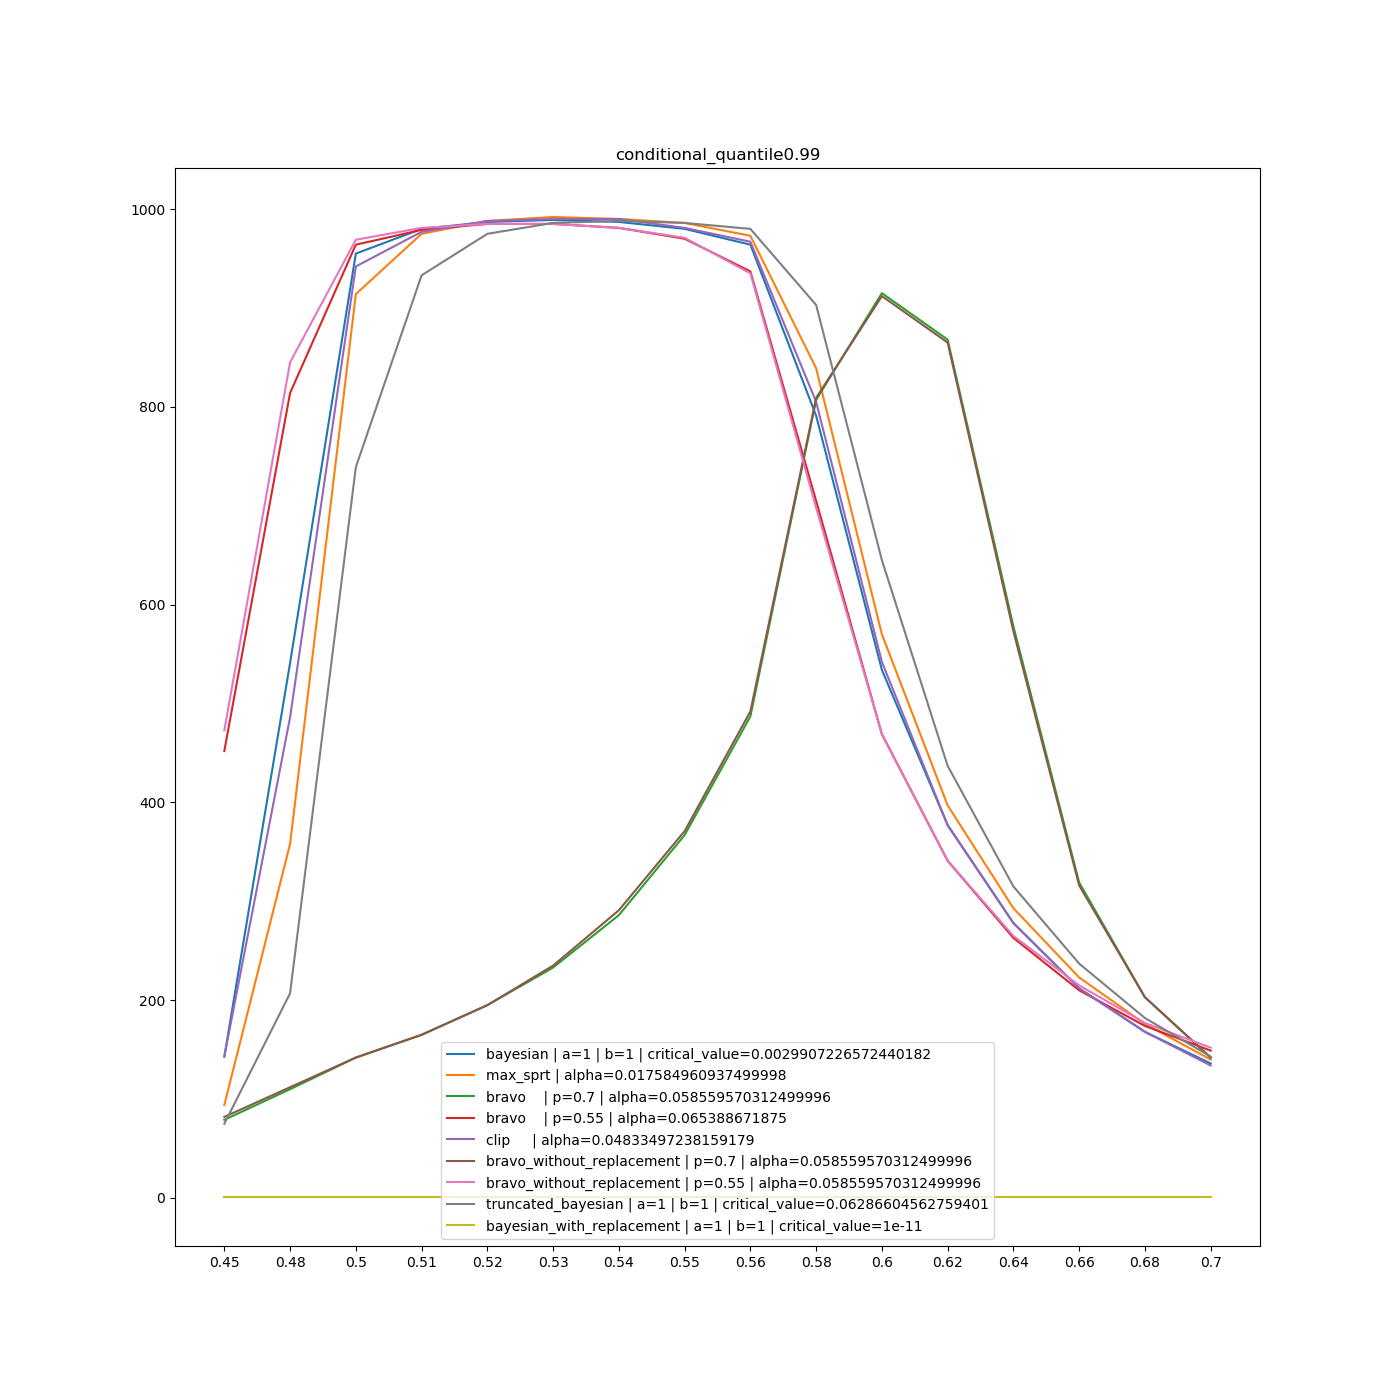 conditional_quantile0.99
1000
800
600
400
200
0
bayesian | a=1 | b=1 | critical_value=0.0029907226572440182
max_sprt | alpha=0.017584960937499998
bravo | p=0.7 | alpha=0.058559570312499996
bravo | p=0.55 | alpha=0.065388671875
clip | alpha=0.04833497238159179
bravo_without_replacement | p=0.7 | alpha=0.058559570312499996
bravo_without_replacement | p=0.55 | alpha=0.058559570312499996
truncated_bayesian | a=1 | b=1 | critical_value=0.06286604562759401
bayesian_with_replacement | a=1 | b=1 | critical_value=1e-11
0.45 0.48 0.5 0.51 0.52 0.53 0.54 0.55 0.56 0.58 0.6 0.62 0.64 0.66 0.68 0.7